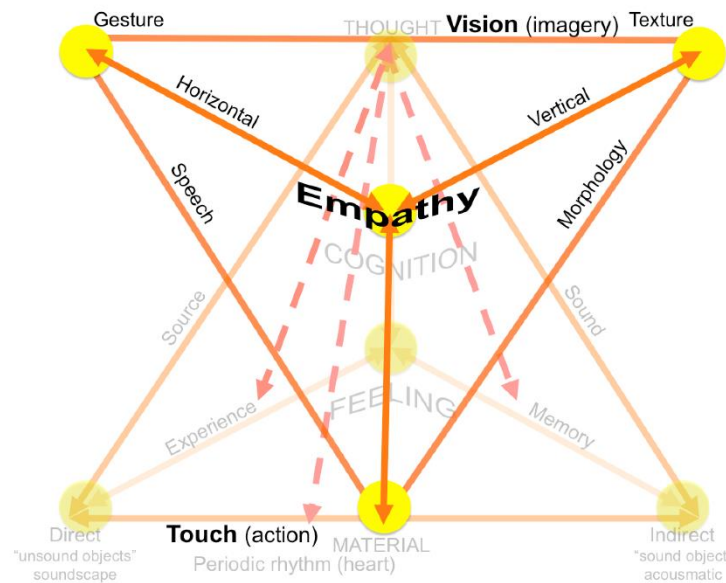 Gesture
Texture
THOUGHT
Vision (imagery)
Horizontal
Vertical
Speech
Morphology
Empathy
COGNITION
Source
Sound
FEELING
Experience
Memory
Touch (action)
MATERIAL
Direct
Indirect
"unsound objects"
"sound object
Periodic rhythm (heart)
soundscape
acousmatic